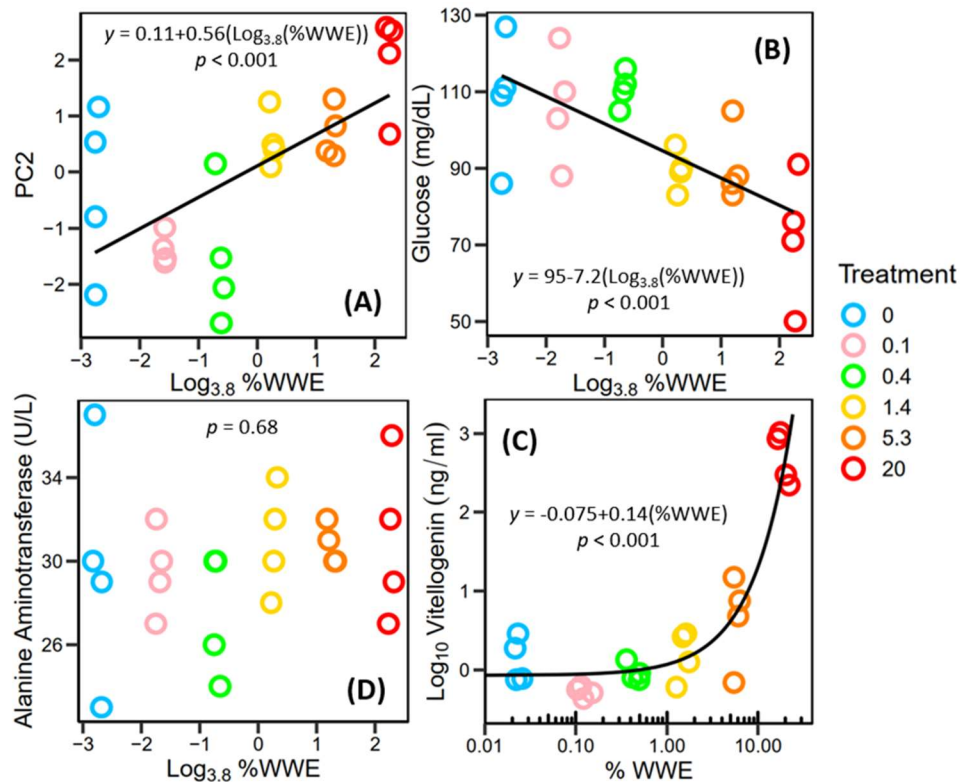 y = 0.11+0.56(Log3.8(%WWE))
p < 0.001
2
1
0
−1
−2
PC2
(A)
−3
−2
−1
0
1
2
Log3.8 %WWE
130
110
90
70
50
Glucose (mg/dL)
(B)
y = 95-7.2(Log3.8(%WWE))
p < 0.001
−3
−2
−1
0
1
2
Log3.8 %WWE
Treatment
0
0.1
0.4
1.4
5.3
20
p = 0.68
34
30
26
Alanine Aminotransferase (U/L)
(D)
−3
−2
−1
0
1
2
Log3.8 %WWE
(C)
3
2
1
0
Log10 Vitellogenin (ng/ml)
y = -0.075+0.14(%WWE)
p < 0.001
0.01
0.10
1.00
10.00
% WWE